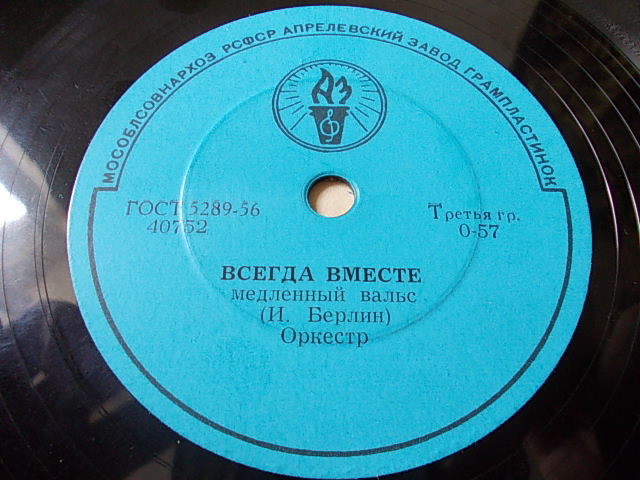 МОСОБЛСОВНАРХОЗ РСФСР АПРЕЛЕВСКИЙ ЗАВОД ГРАМПЛАСТИНОК
АЗ
ГОСТ 5289-56
40752
Третья гр.
0-57
ВСЕГДА ВМЕСТЕ
медленный вальс
(И. Берлин)
Оркестр